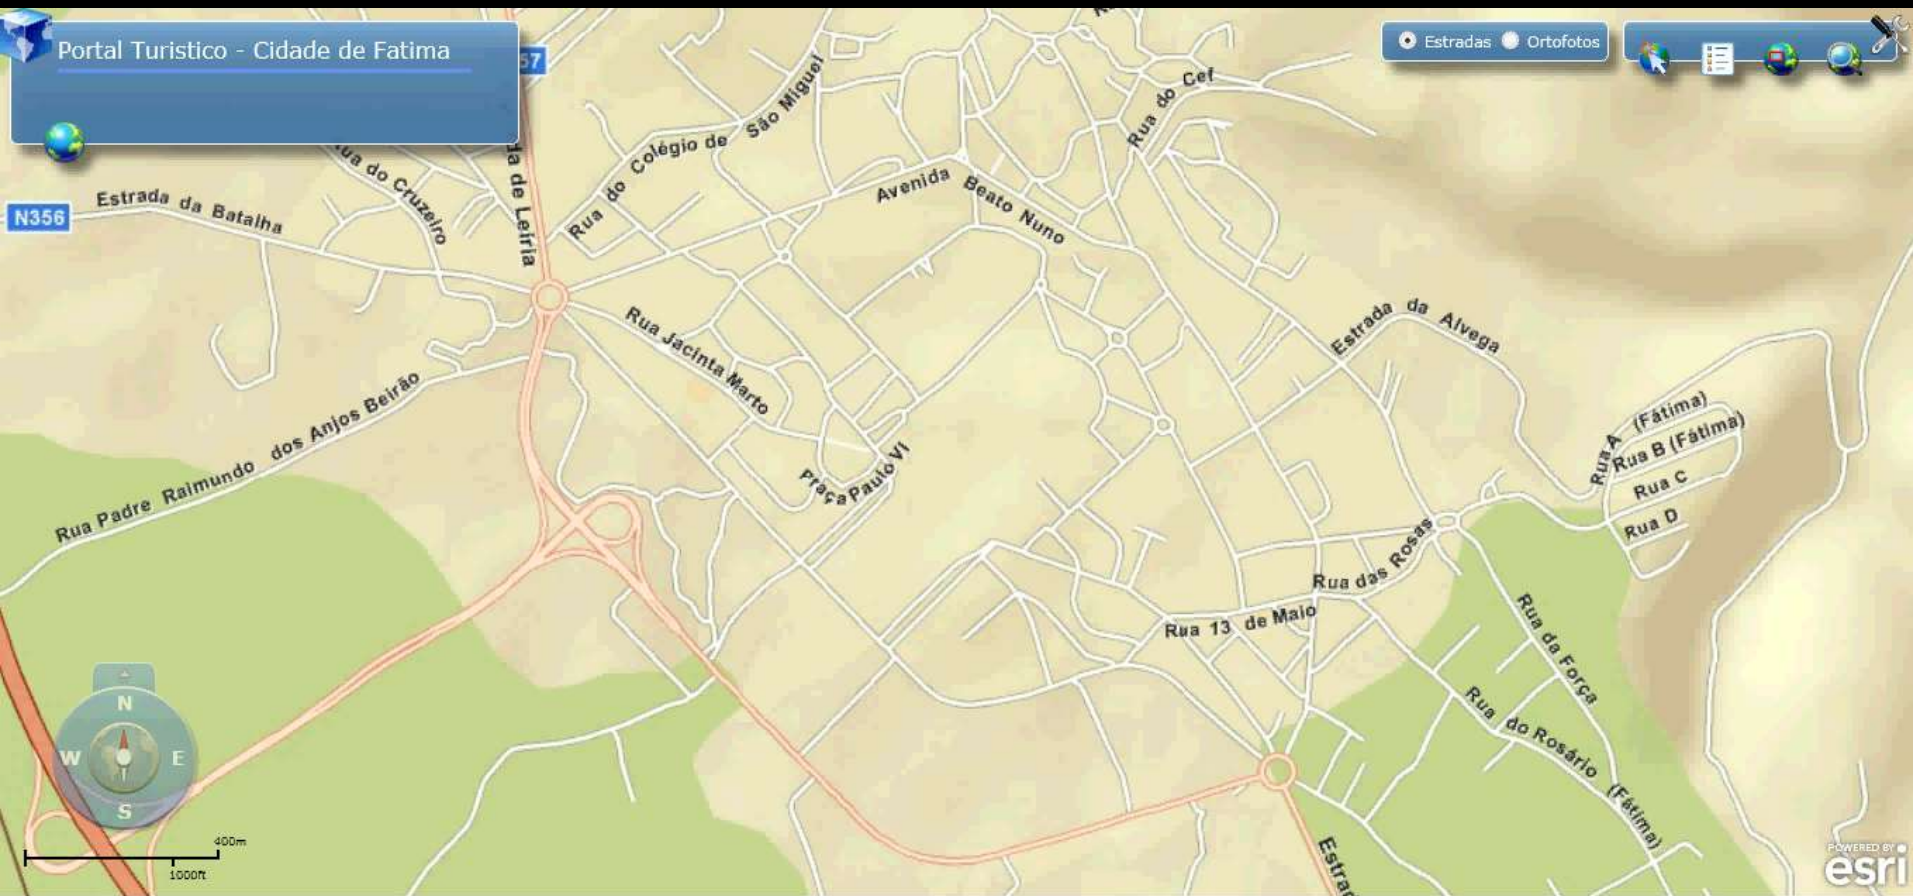 Portal Turistico - Cidade de Fatima
Estradas
Ortofotos
57
Rua do Cef
Rua do Colégio de São Miguel
Avenida Beato Nuno
Rua do Cruzeiro
da de Leiria
N356
Estrada da Batalha
Rua Jacinta Marto
Estrada da Alvega
Rua Padre Raimundo dos Anjos Beirão
Praça Paulo VI
Rua A (Fátima)
Rua B (Fátima)
Rua C
Rua D
Rua das Rosas
Rua 13 de Maio
Rua da Força
Rua do Rosário (Fátima)
Estra
N
W
E
S
400m
1000ft
POWERED BY
esri